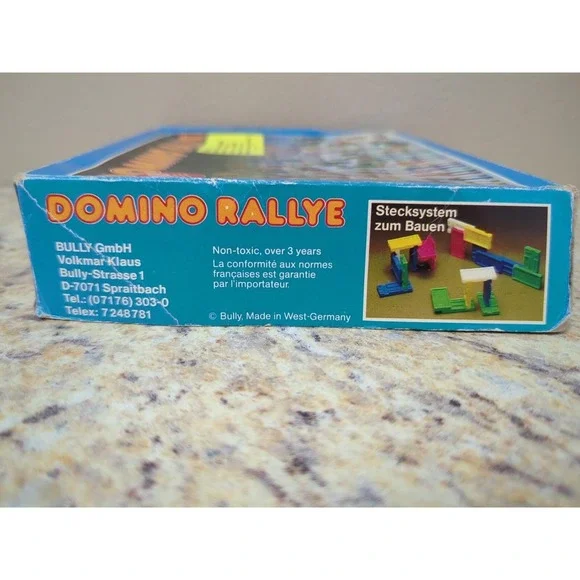 DOMINO RALLYE
BULLY GmbH
Volkmar Klaus
Bully-Strasse 1
D-7071 Spraitbach
Tel.: (07176) 303-0
Telex: 7248781
Non-toxic, over 3 years
La conformité aux normes
françaises est garantie
par l'importateur.
© Bully, Made in West-Germany
Stecksystem
zum Bauen